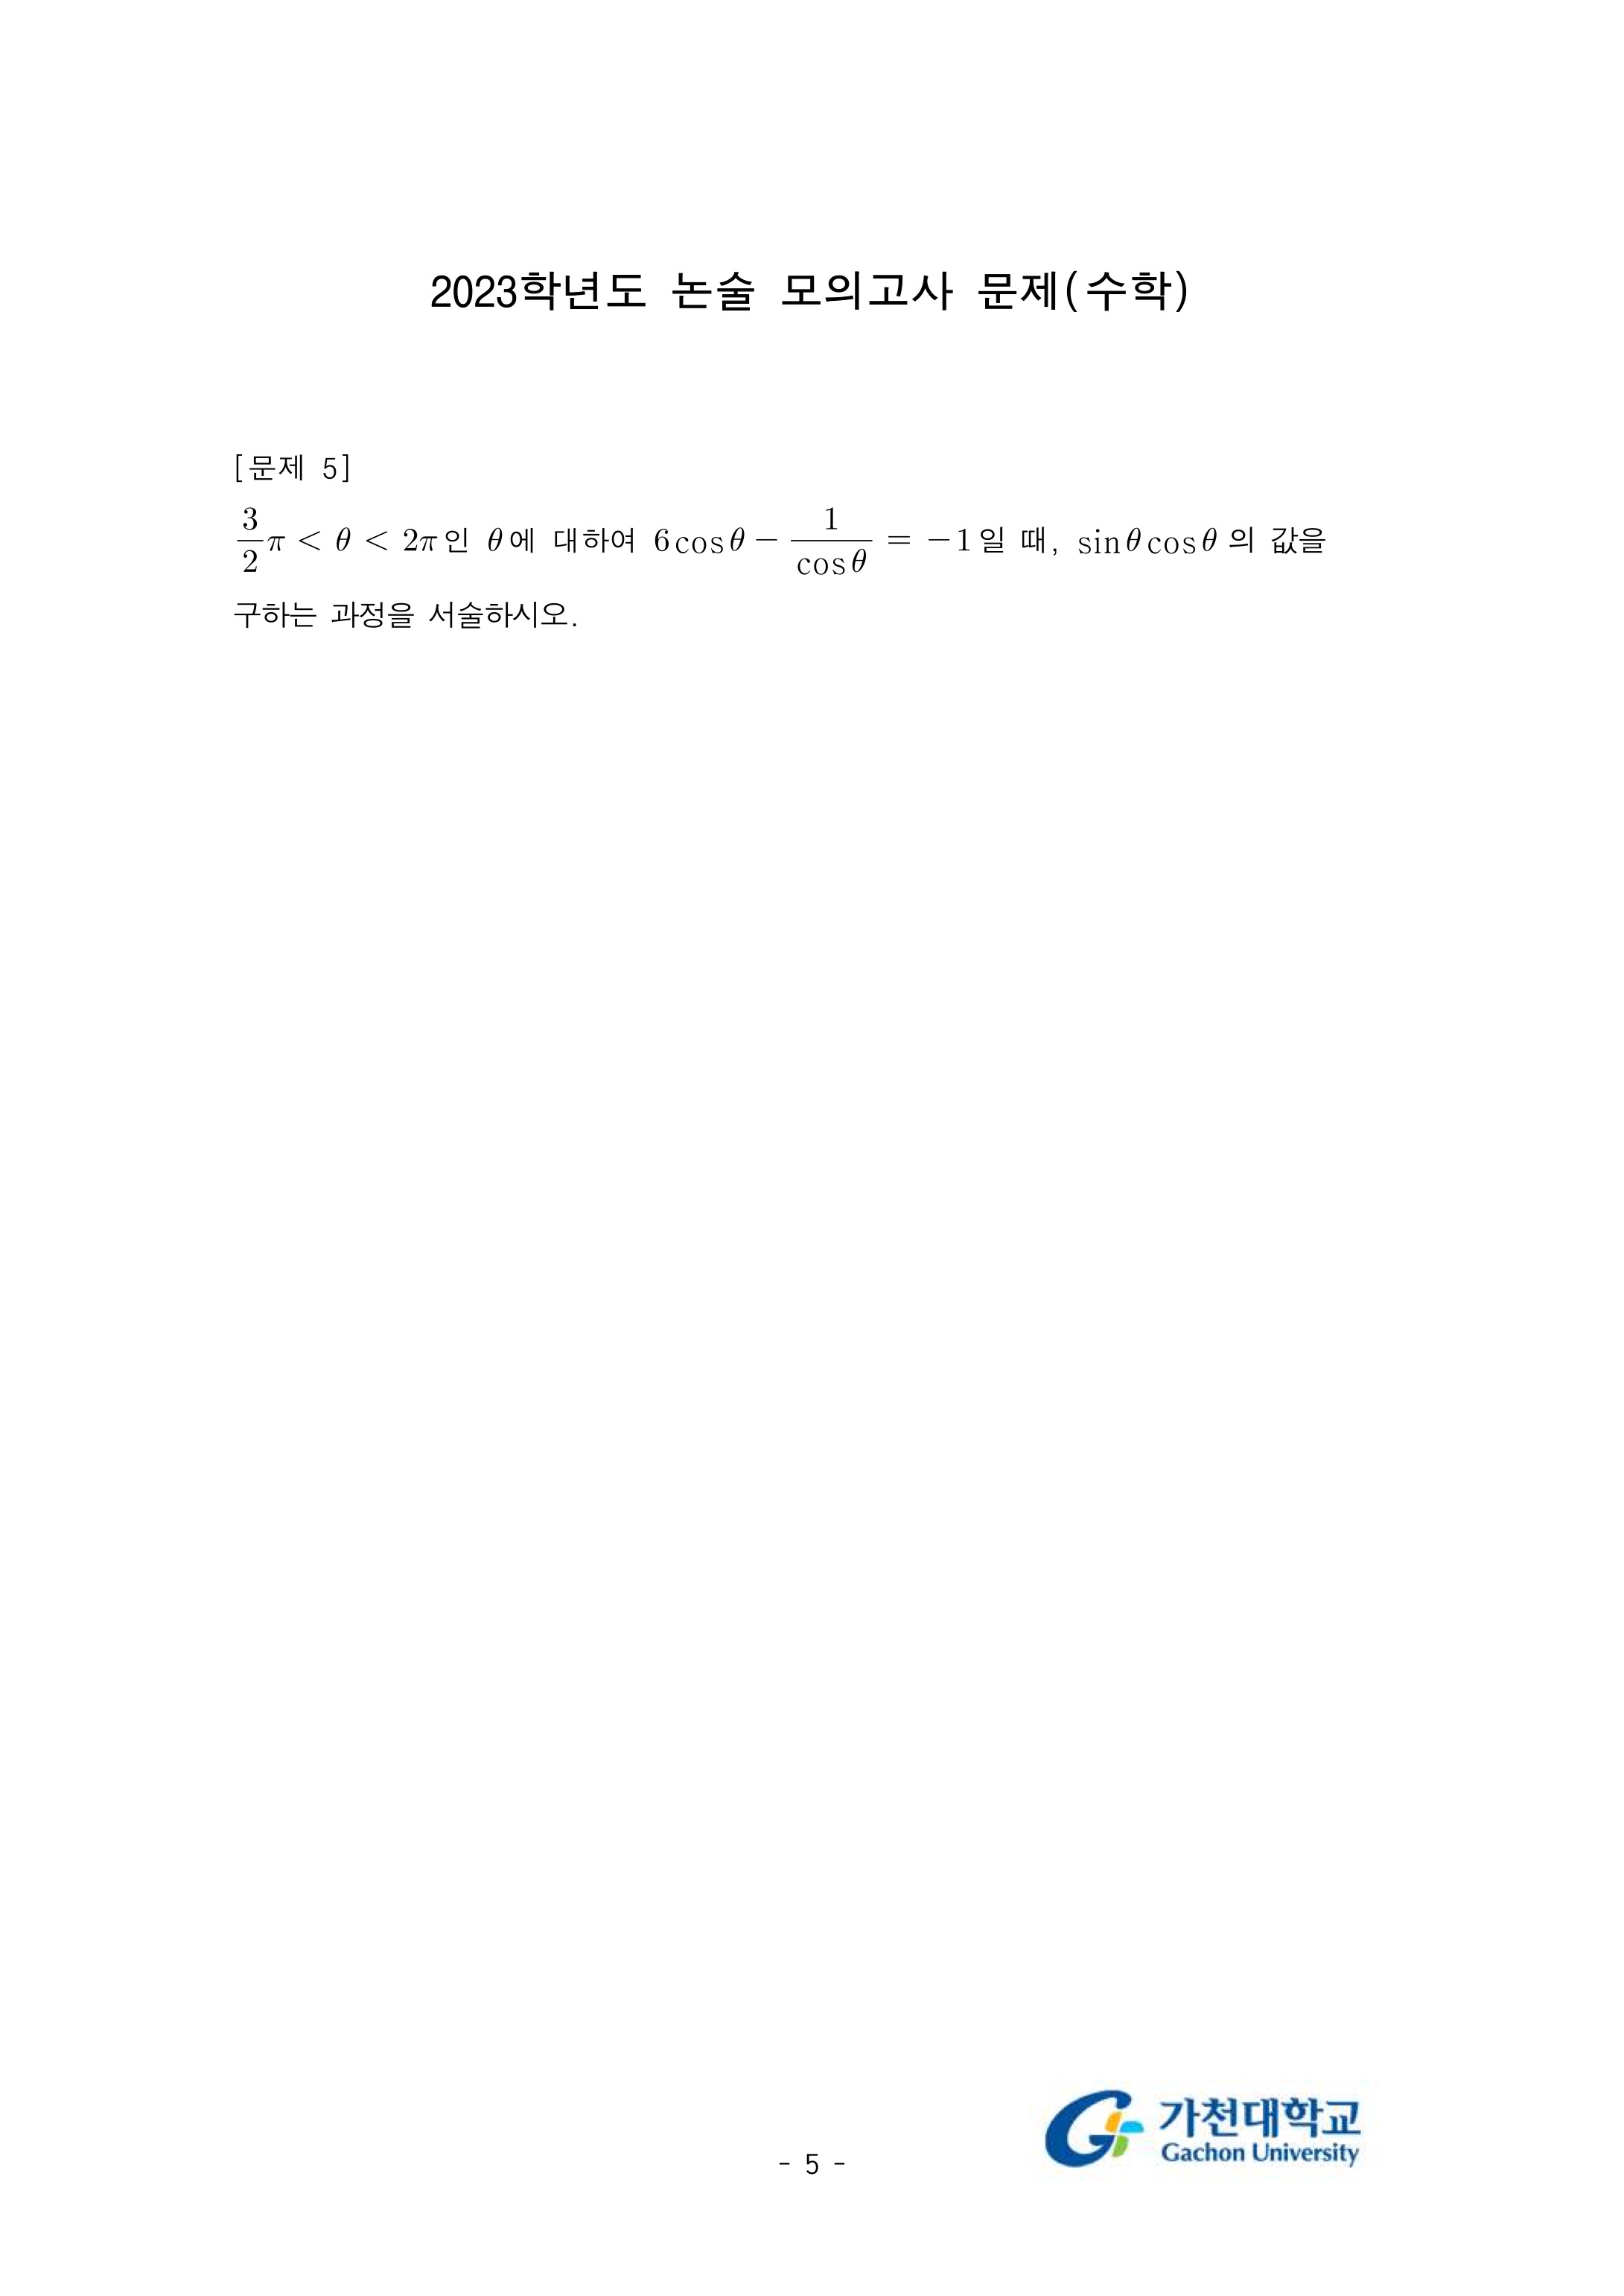 2023학년도 논술 모의고사 문제(수학)
[문제 5]
$\frac{3}{2}\pi < \theta < 2\pi$인 $\theta$에 대하여 $6\cos\theta - \frac{1}{\cos\theta} = -1$일 때, $\sin\theta\cos\theta$의 값을
구하는 과정을 서술하시오.
가천대학교
Gachon University
- 5 -